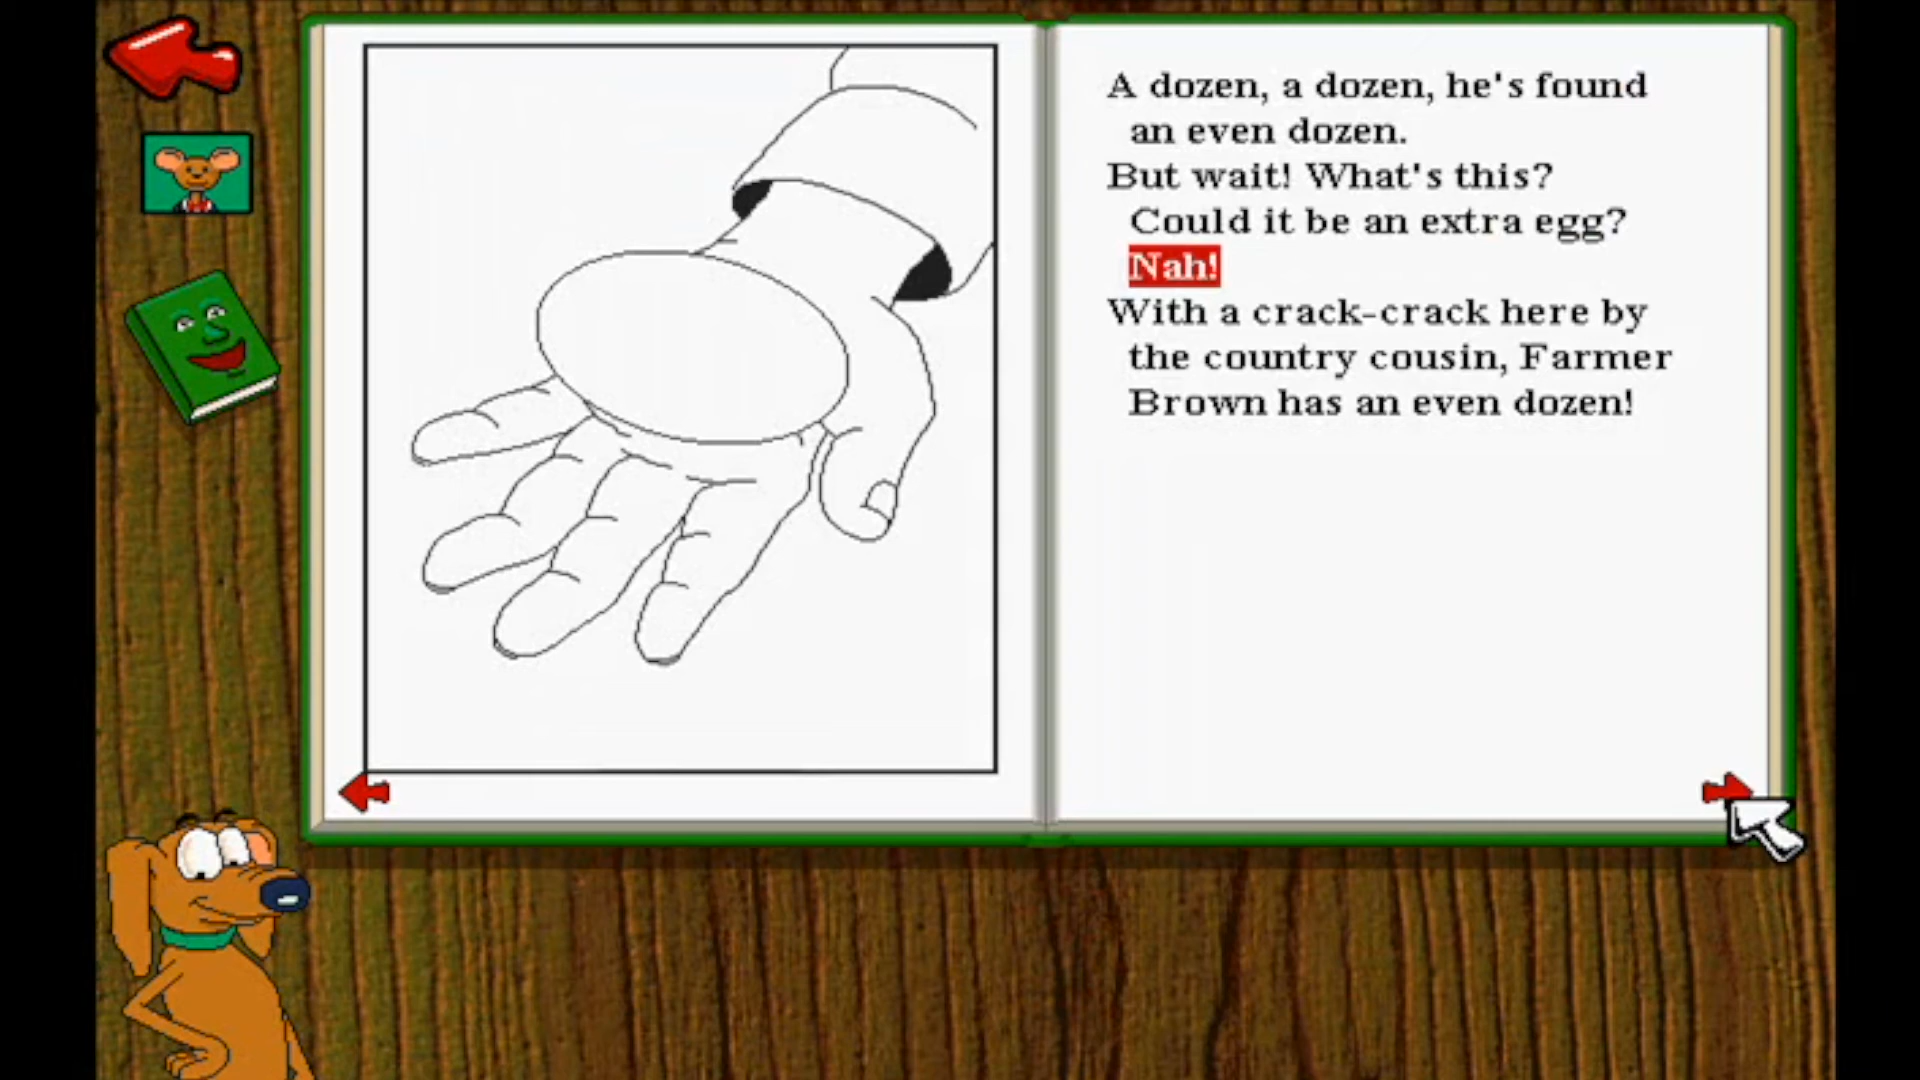 A dozen, a dozen, he's found
an even dozen.
But wait! What's this?
Could it be an extra egg?
Nah!
With a crack-crack here by
the country cousin, Farmer
Brown has an even dozen!